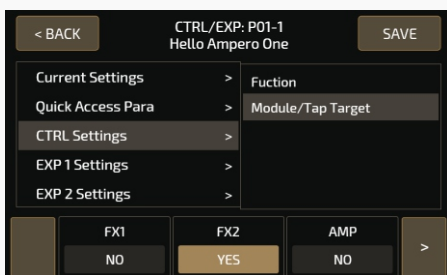 < BACK
CTRL/EXP: P01-1
Hello Ampero One
SAVE
Current Settings >
Quick Access Para >
CTRL Settings >
EXP 1 Settings >
EXP 2 Settings >
Fuction
Module/Tap Target
FX1
FX2
AMP
NO
YES
NO
>